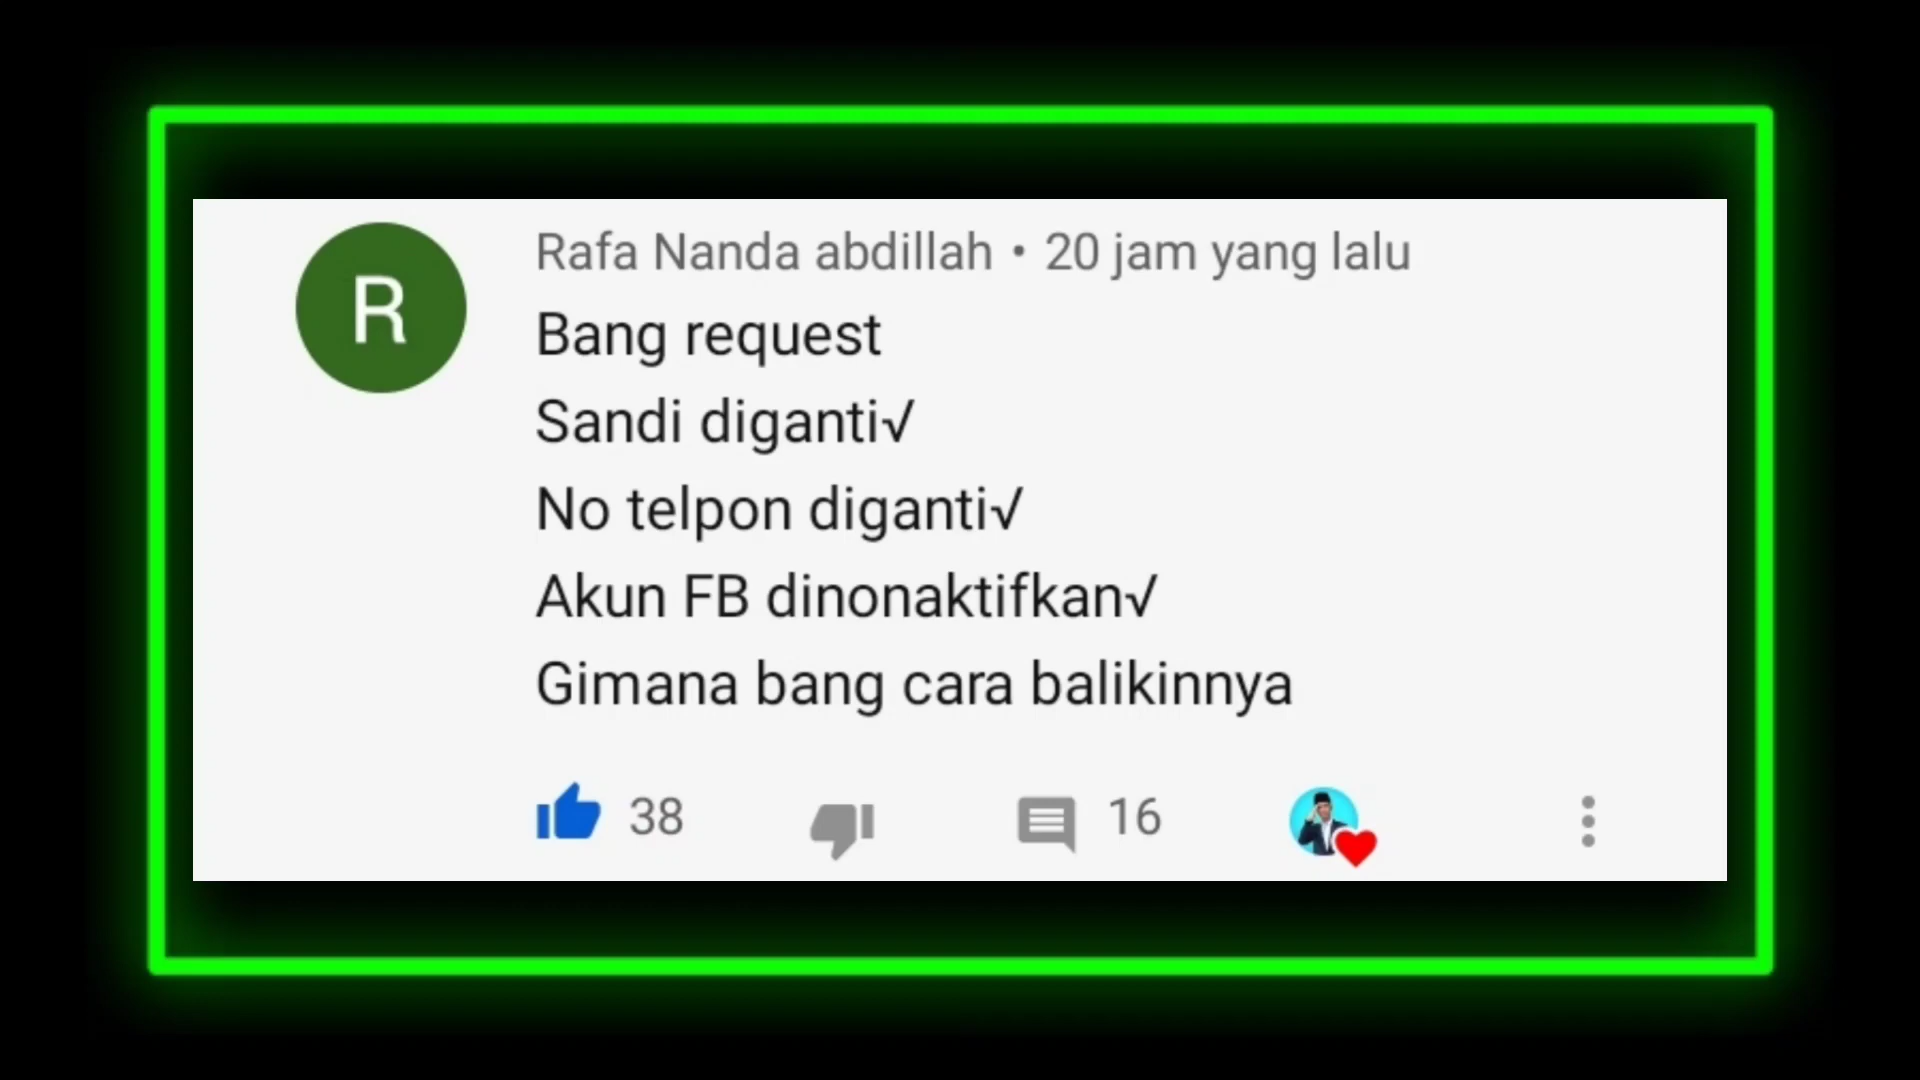 R
Rafa Nanda abdillah • 20 jam yang lalu
Bang request
Sandi diganti√
No telpon diganti√
Akun FB dinonaktifkan√
Gimana bang cara balikinnya
38 16